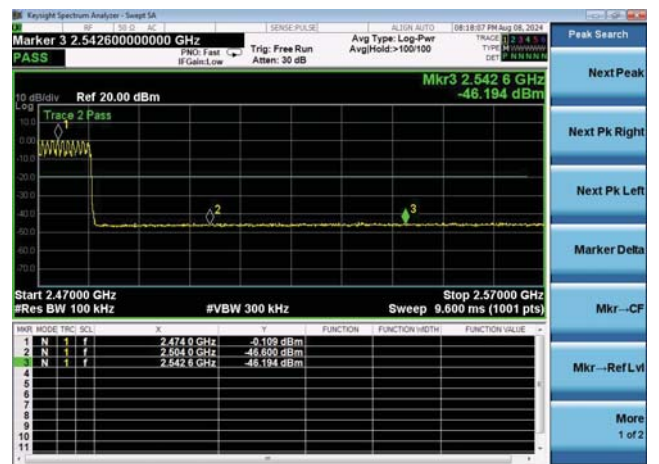 Keysight Spectrum Analyzer - Swept SA
RF 50 Ω AC SENSE:PULSE ALIGN AUTO 08:18:07 PM Aug 08, 2024
Marker 3 2.542600000000 GHz
PASS
PNO: Fast
IFGain:Low
Trig: Free Run
Atten: 30 dB
Avg Type: Log-Pwr
Avg|Hold:>100/100
TRACE 1 2 3 4 5 6
TYPE M W W W W W
DET P N N N N N
Peak Search
Next Peak
Next Pk Right
Next Pk Left
Marker Delta
Mkr→CF
Mkr→RefLvl
More
1 of 2
Mkr3 2.542 6 GHz
-46.194 dBm
10 dB/div Ref 20.00 dBm
Log
Trace 2 Pass
10.0
0.00
-10.0
-20.0
-30.0
-40.0
-50.0
-60.0
-70.0
1
2
3
Start 2.47000 GHz Stop 2.57000 GHz
#Res BW 100 kHz #VBW 300 kHz Sweep 9.600 ms (1001 pts)
MKR MODE TRC SCL X Y FUNCTION FUNCTION WIDTH FUNCTION VALUE
1 N 1 f 2.474 0 GHz -0.109 dBm
2 N 1 f 2.504 0 GHz -46.600 dBm
3 N 1 f 2.542 6 GHz -46.194 dBm
4
5
6
7
8
9
10
11